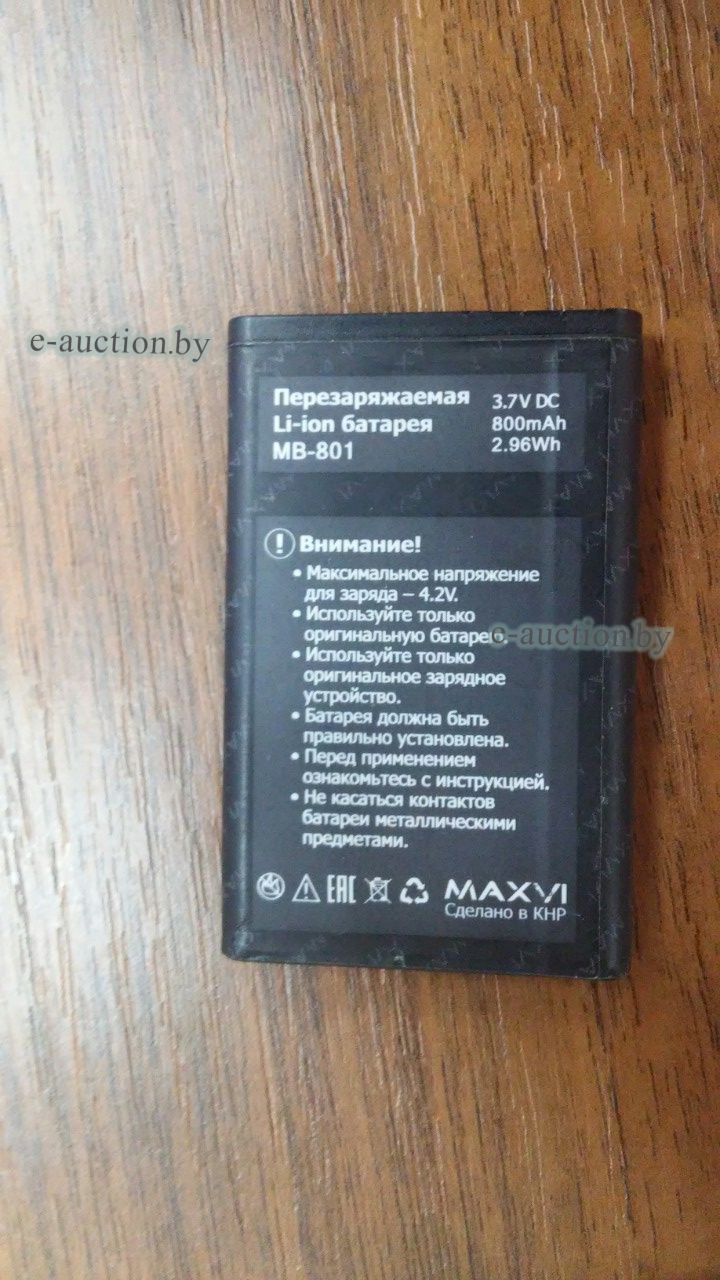 e-auction.by
Перезаряжаемая
Li-ion батарея
MB-801
3.7V DC
800mAh
2.96Wh
! Внимание!
• Максимальное напряжение
для заряда – 4.2V.
• Используйте только
оригинальную батарею.
e-auction.by
• Используйте только
оригинальное зарядное
устройство.
• Батарея должна быть
правильно установлена.
• Перед применением
ознакомьтесь с инструкцией.
• Не касаться контактов
батареи металлическими
предметами.
EAC
MAXVI
Сделано в КНР